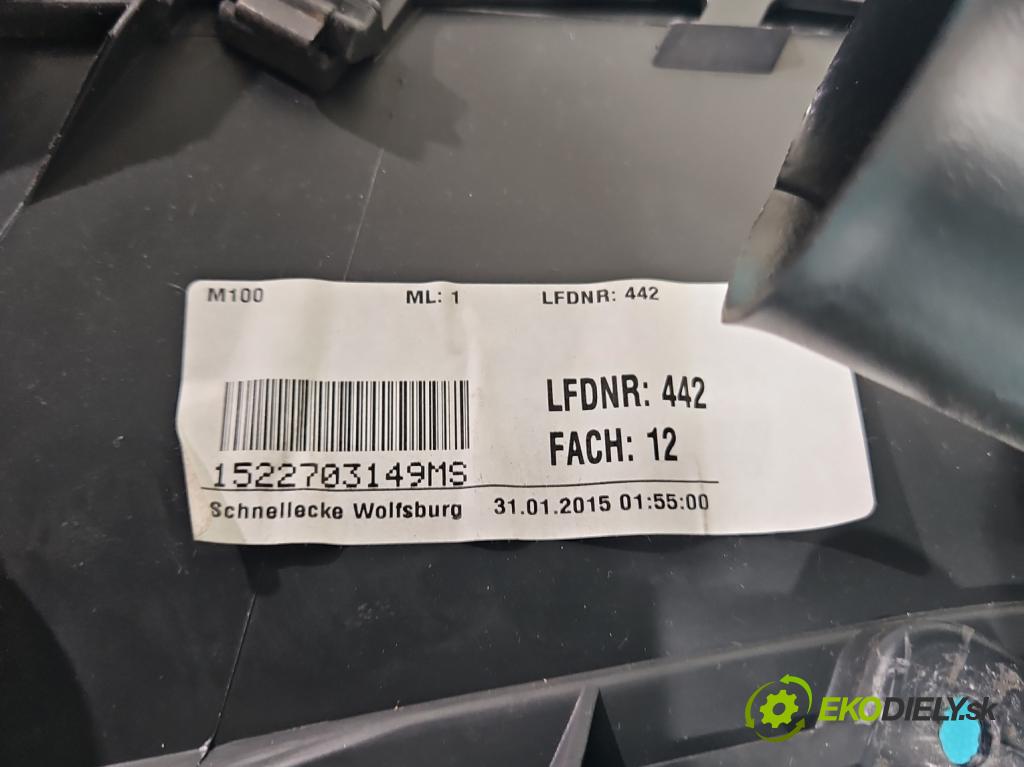 M100 ML: 1 LFDNR: 442
LFDNR: 442
FACH: 12
1522703149MS
Schnellecke Wolfsburg 31.01.2015 01:55:00
EKODIELY.sk